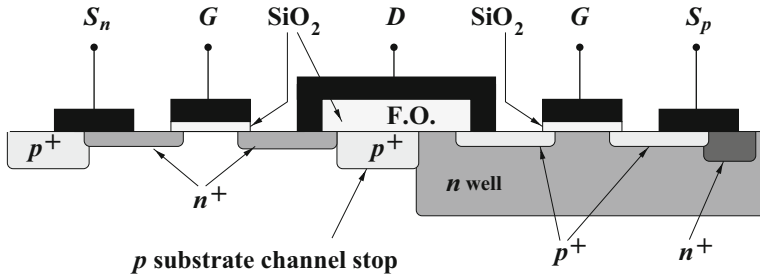 Sn G SiO2 D SiO2 G Sp
F.O.
p+ p+
n well
n+ p+ n+
p substrate channel stop